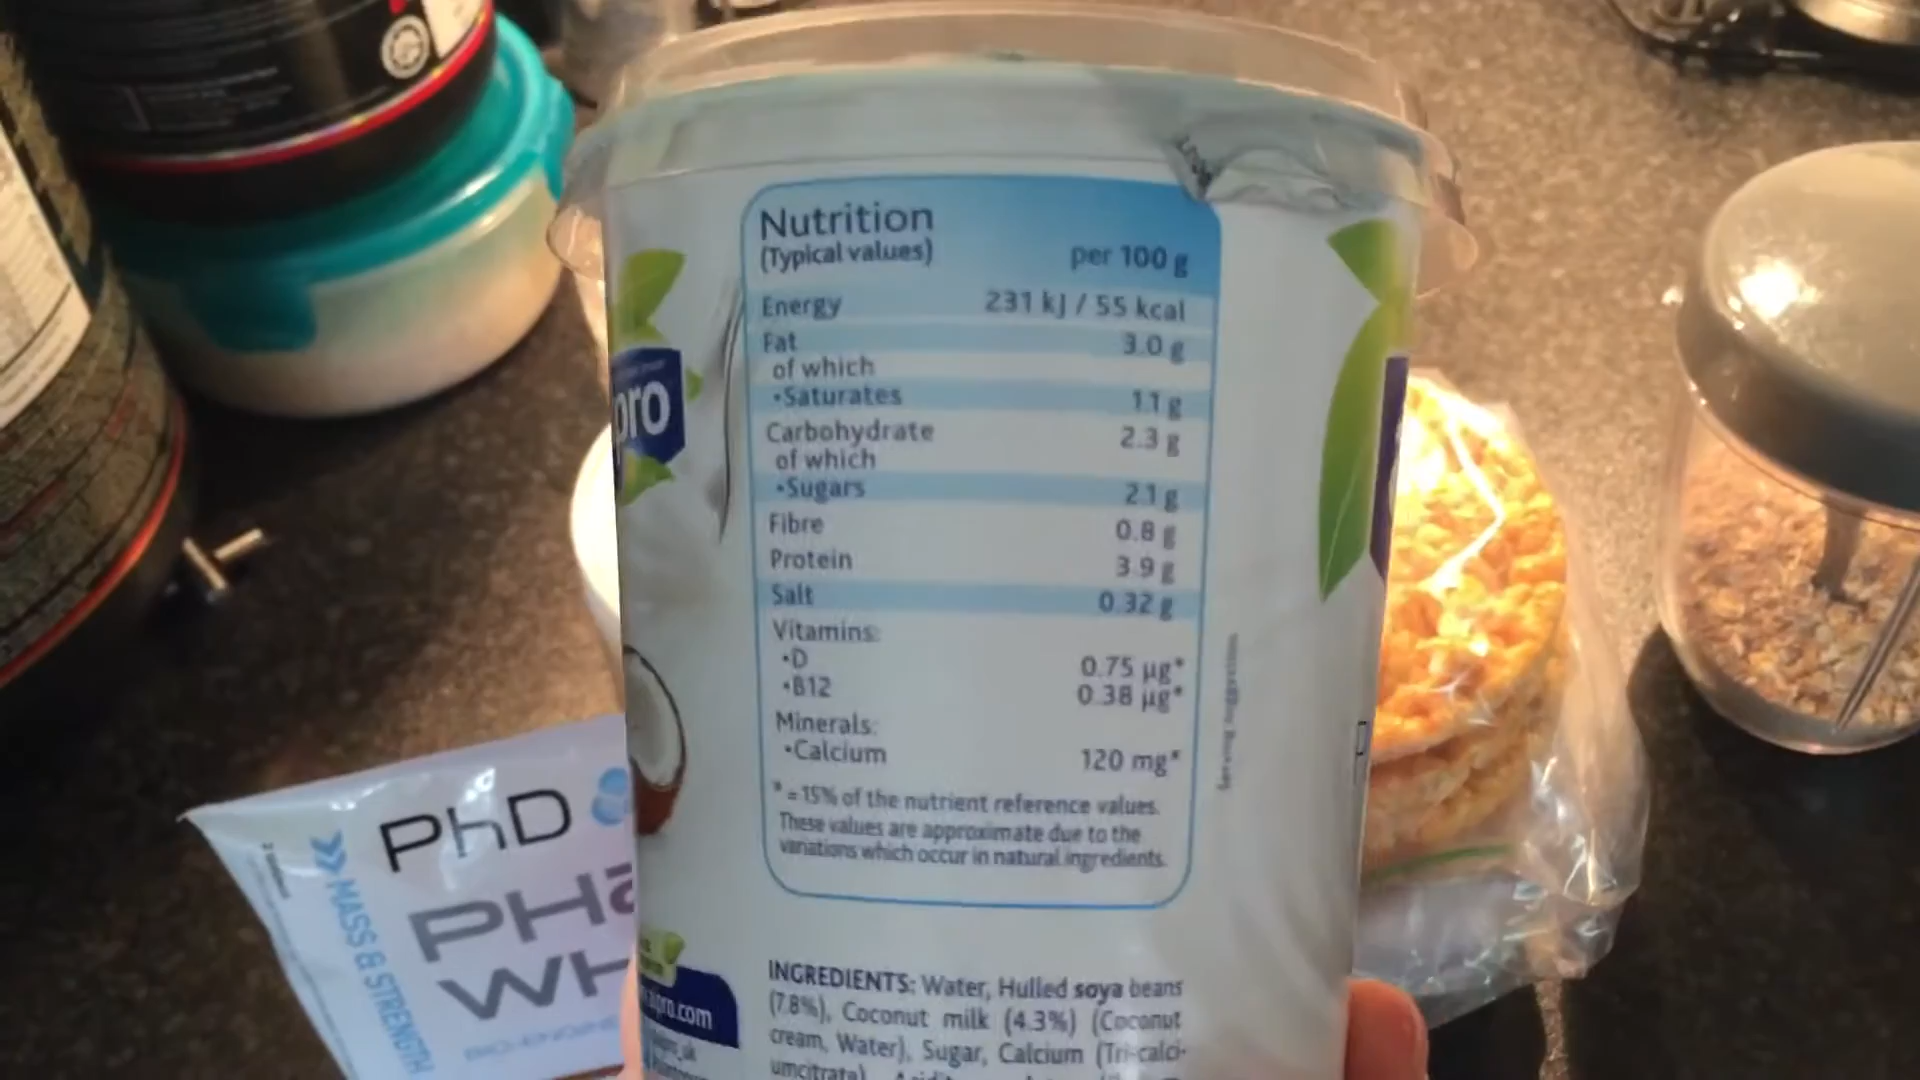 Nutrition
(Typical values) per 100 g
Energy 231 kJ / 55 kcal
Fat 3.0 g
of which
•Saturates 1.1 g
Carbohydrate 2.3 g
of which
•Sugars 2.1 g
Fibre 0.8 g
Protein 3.9 g
Salt 0.32 g
Vitamins:
•D 0.75 µg*
•B12 0.38 µg*
Minerals:
•Calcium 120 mg*
* = 15% of the nutrient reference values.
These values are approximate due to the
variations which occur in natural ingredients.
INGREDIENTS: Water, Hulled soya beans
(7.8%), Coconut milk (4.3%) (Coconut
cream, Water), Sugar, Calcium (Tri-calci-
umcitrate)
pro
pro.com
PhD
MASS & STRENGTH